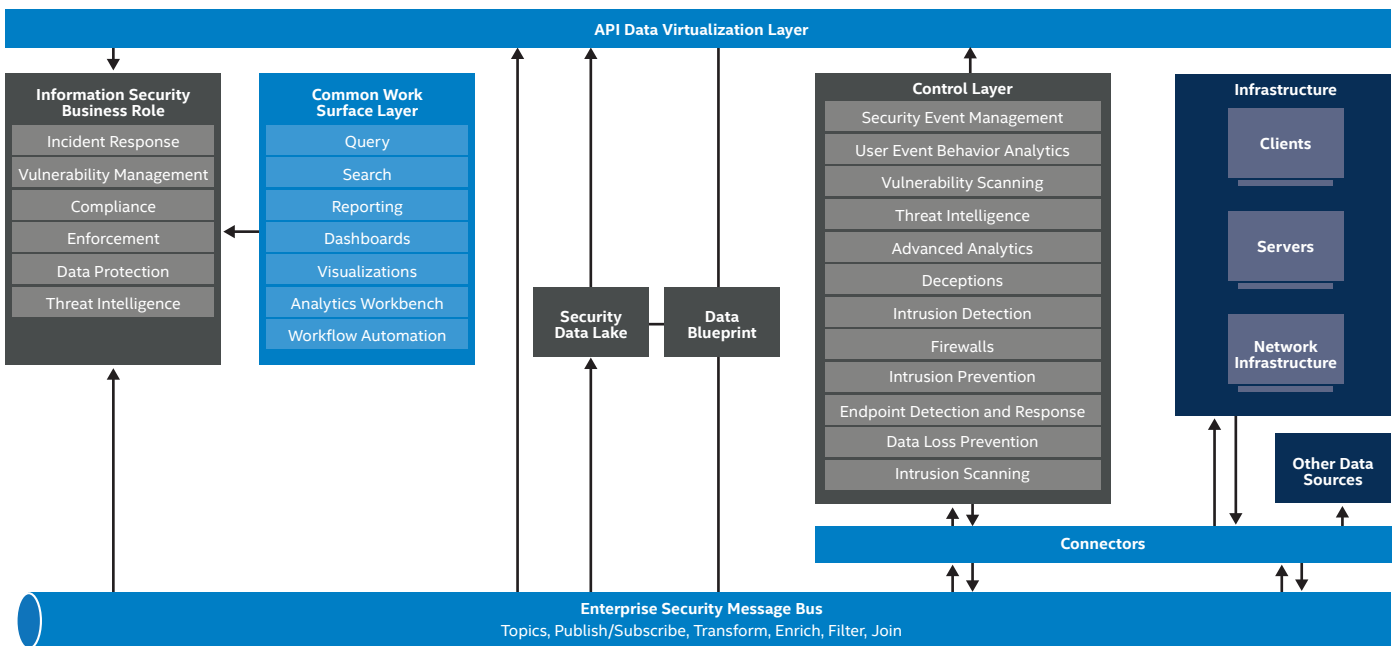 API Data Virtualization Layer
Information Security
Business Role
Incident Response
Vulnerability Management
Compliance
Enforcement
Data Protection
Threat Intelligence
Common Work
Surface Layer
Query
Search
Reporting
Dashboards
Visualizations
Analytics Workbench
Workflow Automation
Security
Data Lake
Data
Blueprint
Control Layer
Security Event Management
User Event Behavior Analytics
Vulnerability Scanning
Threat Intelligence
Advanced Analytics
Deceptions
Intrusion Detection
Firewalls
Intrusion Prevention
Endpoint Detection and Response
Data Loss Prevention
Intrusion Scanning
Infrastructure
Clients
Servers
Network
Infrastructure
Other Data
Sources
Connectors
Enterprise Security Message Bus
Topics, Publish/Subscribe, Transform, Enrich, Filter, Join